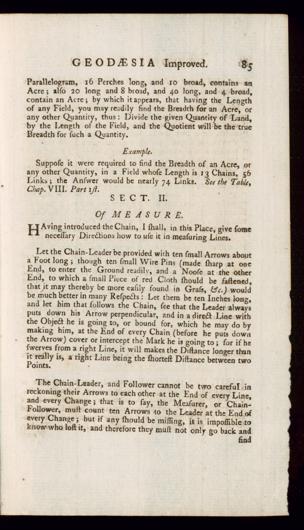 GEODÆSIA Improved. 85
Parallelogram, 16 Perches long, and 10 broad, contains an
Acre; also 20 long and 8 broad, and 40 long, and 4 broad,
contain an Acre; by which it appears, that having the Length
of any Field, you may readily find the Breadth for an Acre, or
any other Quantity, thus: Divide the given Quantity of Land,
by the Length of the Field, and the Quotient will be the true
Breadth for such a Quantity.
Example.
Suppose it were required to find the Breadth of an Acre, or
any other Quantity, in a Field whose Length is 13 Chains, 56
Links; the Answer would be nearly 74 Links. See the Table,
Chap. VIII. Part 1st.
SECT. II.
Of MEASURE.
Having introduced the Chain, I shall, in this Place, give some
necessary Directions how to use it in measuring Lines.
Let the Chain-Leader be provided with ten small Arrows about
a Foot long; though ten small Wire Pins (made sharp at one
End, to enter the Ground readily, and a Noose at the other
End, to which a small Piece of red Cloth should be fastened,
that it may thereby be more easily found in Grass, &c.) would
be much better in many Respects: Let them be ten Inches long,
and let him that follows the Chain, see that the Leader always
puts down his Arrow perpendicular, and in a direct Line with
the Object he is going to, or bound for, which he may do by
making him, at the End of every Chain (before he puts down
the Arrow) cover or intercept the Mark he is going to; for if he
swerves from a right Line, it will makes the Distance longer than
it really is, a right Line being the shortest Distance between two
Points.
The Chain-Leader, and Follower cannot be two careful in
reckoning their Arrows to each other at the End of every Line,
and every Change; that is to say, the Measurer, or Chain-
Follower, must count ten Arrows to the Leader at the End of
every Change; but if any should be missing, it is impossible to
know who lost it, and therefore they must not only go back and
find